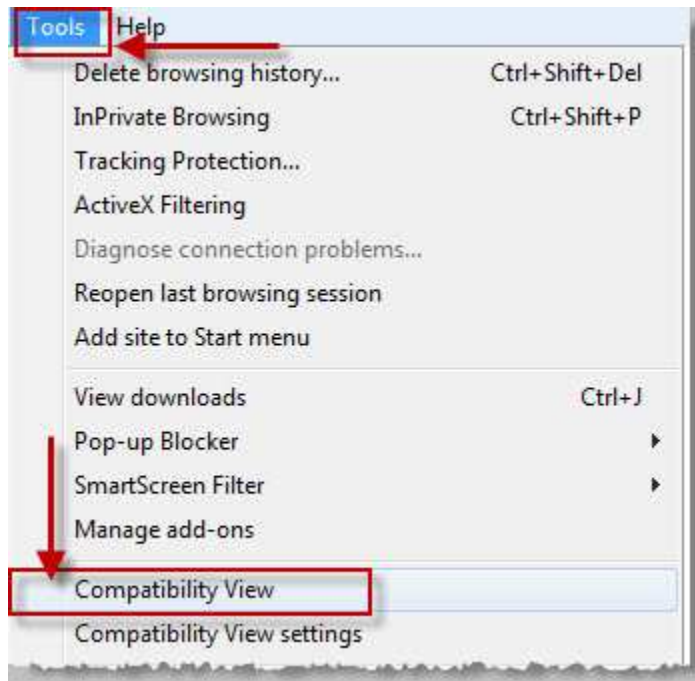 Tools Help
Delete browsing history... Ctrl+Shift+Del
InPrivate Browsing Ctrl+Shift+P
Tracking Protection...
ActiveX Filtering
Diagnose connection problems...
Reopen last browsing session
Add site to Start menu
View downloads Ctrl+J
Pop-up Blocker
SmartScreen Filter
Manage add-ons
Compatibility View
Compatibility View settings